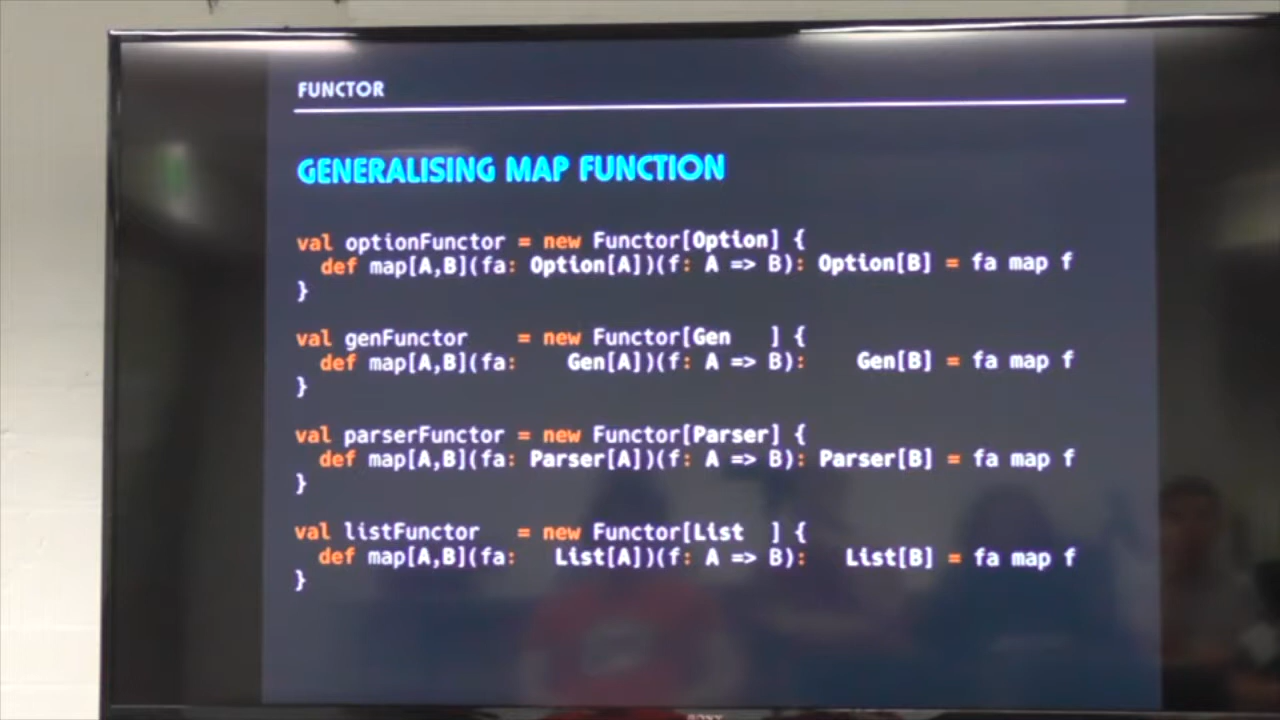 FUNCTOR
GENERALISING MAP FUNCTION
val optionFunctor = new Functor[Option] {
  def map[A,B](fa: Option[A])(f: A => B): Option[B] = fa map f
}
val genFunctor    = new Functor[Gen   ] {
  def map[A,B](fa:    Gen[A])(f: A => B):    Gen[B] = fa map f
}
val parserFunctor = new Functor[Parser] {
  def map[A,B](fa: Parser[A])(f: A => B): Parser[B] = fa map f
}
val listFunctor   = new Functor[List  ] {
  def map[A,B](fa:   List[A])(f: A => B):   List[B] = fa map f
}
SONY